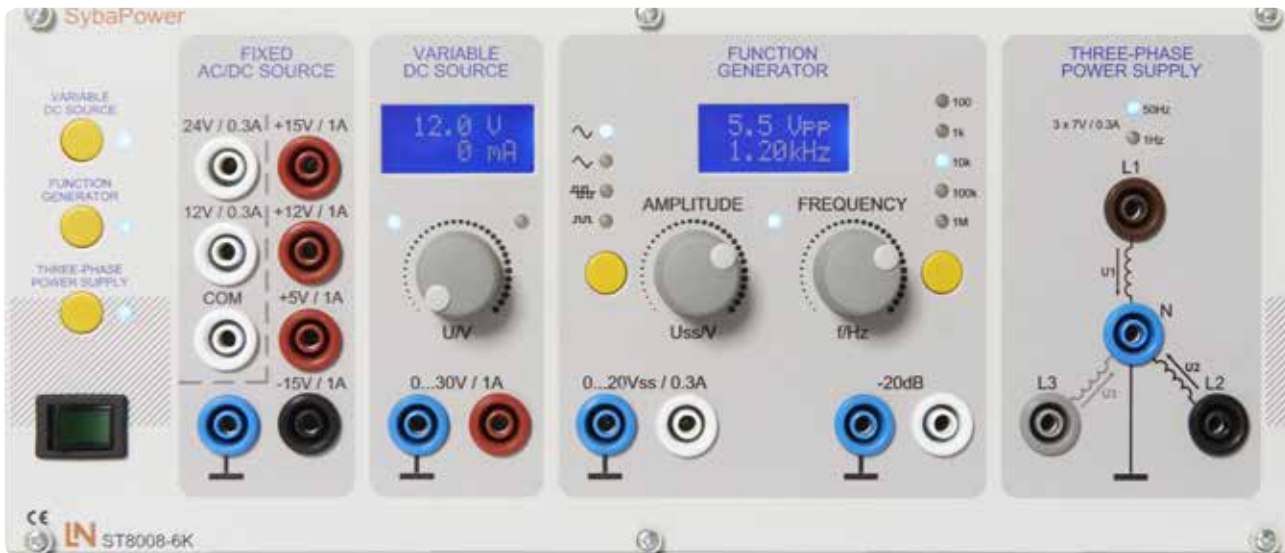 SybaPower
VARIABLE
DC SOURCE
FUNCTION
GENERATOR
THREE-PHASE
POWER SUPPLY
FIXED
AC/DC SOURCE
24V / 0.3A
+15V / 1A
12V / 0.3A
+12V / 1A
COM
+5V / 1A
-15V / 1A
VARIABLE
DC SOURCE
12.0 V
0 mA
U/V
0...30V / 1A
FUNCTION
GENERATOR
5.5 VPP
1.20kHz
100
1k
10k
100k
1M
AMPLITUDE
FREQUENCY
Uss/V
f/Hz
0...20Vss / 0.3A
-20dB
THREE-PHASE
POWER SUPPLY
50Hz
3 x 7V / 0.3A
1Hz
L1
U1
N
U2
L3
U3
L2
CE
LN ST8008-6K